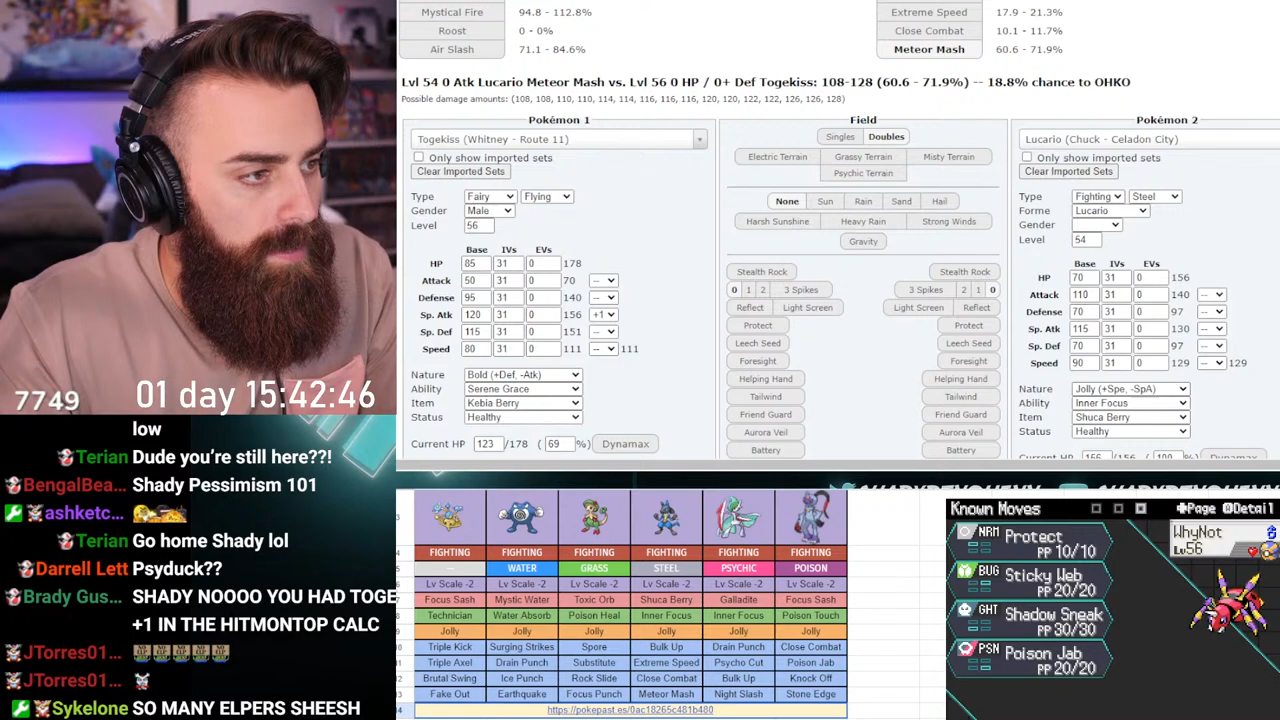 Mystical Fire 94.8 - 112.8% Extreme Speed 17.9 - 21.3%
Roost 0 - 0% Close Combat 10.1 - 11.7%
Air Slash 71.1 - 84.6% Meteor Mash 60.6 - 71.9%
Lvl 54 0 Atk Lucario Meteor Mash vs. Lvl 56 0 HP / 0+ Def Togekiss: 108-128 (60.6 - 71.9%) -- 18.8% chance to OHKO
Possible damage amounts: (108, 108, 110, 110, 114, 114, 116, 116, 116, 120, 120, 122, 122, 126, 126, 128)
Pokémon 1
Togekiss (Whitney - Route 11)
Only show imported sets
Clear Imported Sets
Type Fairy Flying
Gender Male
Level 56
Base IVs EVs
HP 85 31 0 178
Attack 50 31 0 70 --
Defense 95 31 0 140 --
Sp. Atk 120 31 0 156 +1
Sp. Def 115 31 0 151 --
Speed 80 31 0 111 -- 111
Nature Bold (+Def, -Atk)
Ability Serene Grace
Item Kebia Berry
Status Healthy
Current HP 123 /178 ( 69 %) Dynamax
Field
Singles Doubles
Electric Terrain Grassy Terrain Misty Terrain
Psychic Terrain
None Sun Rain Sand Hail
Harsh Sunshine Heavy Rain Strong Winds
Gravity
Stealth Rock Stealth Rock
0 1 2 3 Spikes 3 Spikes 2 1 0
Reflect Light Screen Light Screen Reflect
Protect Protect
Leech Seed Leech Seed
Foresight Foresight
Helping Hand Helping Hand
Tailwind Tailwind
Friend Guard Friend Guard
Aurora Veil Aurora Veil
Battery Battery
Pokémon 2
Lucario (Chuck - Celadon City)
Only show imported sets
Clear Imported Sets
Type Fighting Steel
Forme Lucario
Gender
Level 54
Base IVs EVs
HP 70 31 0 156
Attack 110 31 0 140 --
Defense 70 31 0 97 --
Sp. Atk 115 31 0 130 --
Sp. Def 70 31 0 97 --
Speed 90 31 0 129 -- 129
Nature Jolly (+Spe, -SpA)
Ability Inner Focus
Item Shuca Berry
Status Healthy
Current HP 156 /156 ( 100 %) Dynamax
7749 01 day 15:42:46
low
Terian Dude you're still here??!
BengalBea... Shady Pessimism 101
ashketc...
Terian Go home Shady lol
Darrell Lett Psyduck??
Brady Gus... SHADY NOOOO YOU HAD TOGE
+1 IN THE HITMONTOP CALC
JTorres01...
JTorres01...
Sykelone SO MANY ELPERS SHEESH
FIGHTING FIGHTING FIGHTING FIGHTING FIGHTING FIGHTING
-- WATER GRASS STEEL PSYCHIC POISON
Lv Scale -2 Lv Scale -2 Lv Scale -2 Lv Scale -2 Lv Scale -2 Lv Scale -2
Focus Sash Mystic Water Toxic Orb Shuca Berry Galladite Focus Sash
Technician Water Absorb Poison Heal Inner Focus Inner Focus Poison Touch
Jolly Jolly Jolly Jolly Jolly Jolly
Triple Kick Surging Strikes Spore Bulk Up Drain Punch Close Combat
Triple Axel Drain Punch Substitute Extreme Speed Psycho Cut Poison Jab
Brutal Swing Ice Punch Rock Slide Close Combat Bulk Up Knock Off
Fake Out Earthquake Focus Punch Meteor Mash Night Slash Stone Edge
https://pokepast.es/0ac18265c481b480
Known Moves
Page Detail
NRM Protect
PP 10/10
BUG Sticky Web
PP 20/20
GHT Shadow Sneak
PP 30/30
PSN Poison Jab
PP 20/20
WhyNot
Lv56